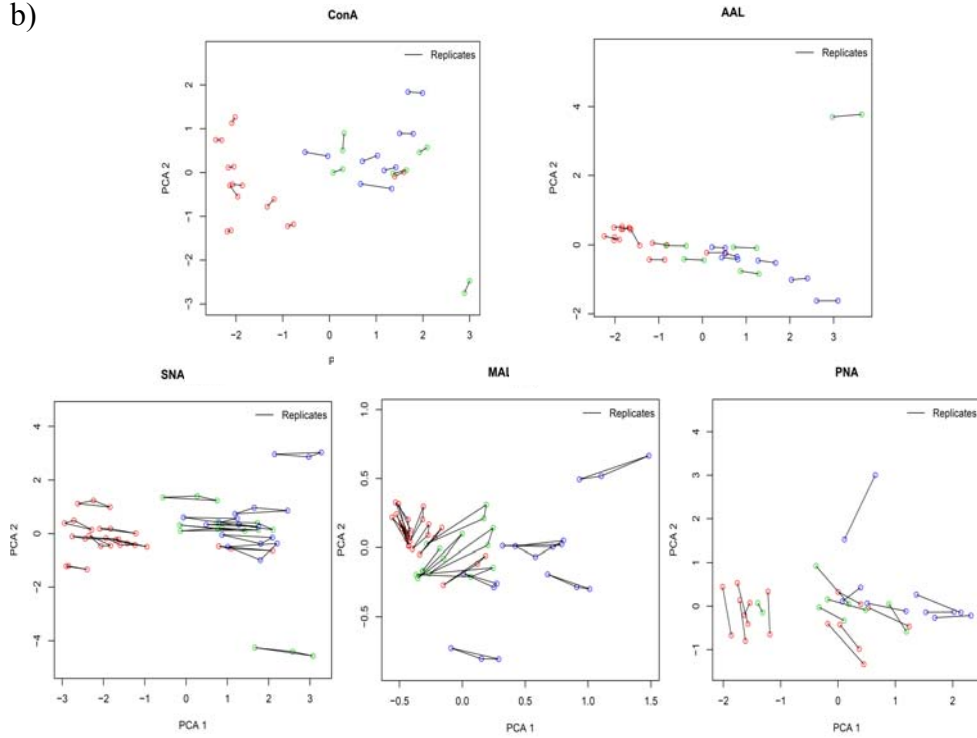 b)
ConA
Replicates
PCA 2
2
1
0
−1
−2
−3
−2 −1 0 1 2 3
P
AAL
Replicates
PCA 2
4
2
0
−2
−2 −1 0 1 2 3
PCA 1
SNA
Replicates
PCA 2
4
2
0
−2
−4
−3 −2 −1 0 1 2 3
PCA 1
MAL
Replicates
PCA 2
1.0
0.5
0.0
−0.5
−0.5 0.0 0.5 1.0 1.5
PCA 1
PNA
Replicates
PCA 2
4
3
2
1
0
−1
−2 −1 0 1 2
PCA 1